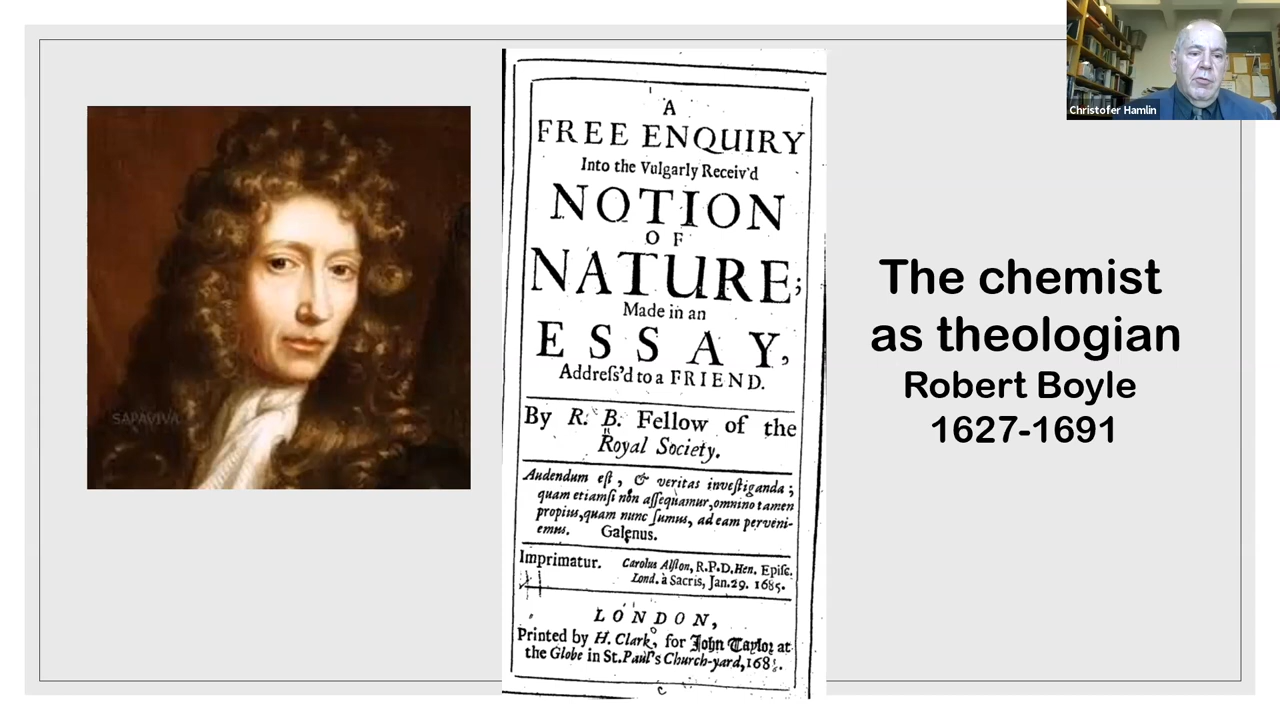 Christofer Hamlin
SAPAVIVA
A
FREE ENQUIRY
Into the Vulgarly Receiv'd
NOTION
OF
NATURE;
Made in an
ESSAY,
Addreſs'd to a FRIEND.
By R. B. Fellow of the
Royal Society.
Audendum eſt, & veritas inveſtiganda;
quam etiamſi non aſſequamur, omnino tamen
propius, quam nunc ſumus, ad eam perveni-
emus. Galenus.
Imprimatur. Carolus Alſton, R.P.D. Hen. Epiſc.
Lond. à Sacris, Jan. 29. 1685.
LONDON,
Printed by H. Clark, for John Taylor at
the Globe in St. Paul's Church-yard,
The chemist
as theologian
Robert Boyle
1627-1691